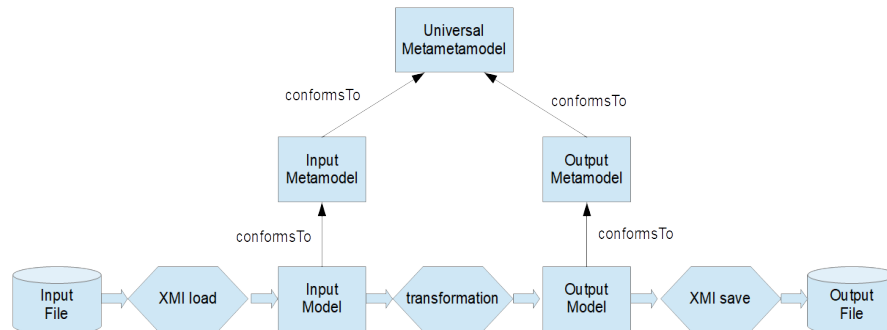 Universal
Metametamodel
conformsTo
conformsTo
Input
Metamodel
Output
Metamodel
conformsTo
conformsTo
Input
File
XMI load
Input
Model
transformation
Output
Model
XMI save
Output
File